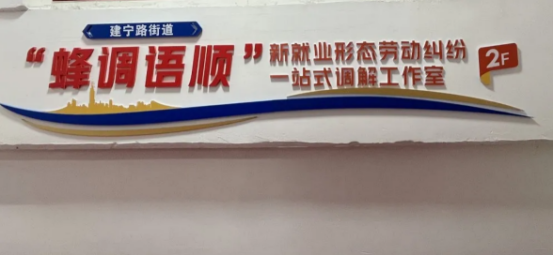 建宁路街道
“蜂调语顺”
新就业形态劳动纠纷
一站式调解工作室
2F